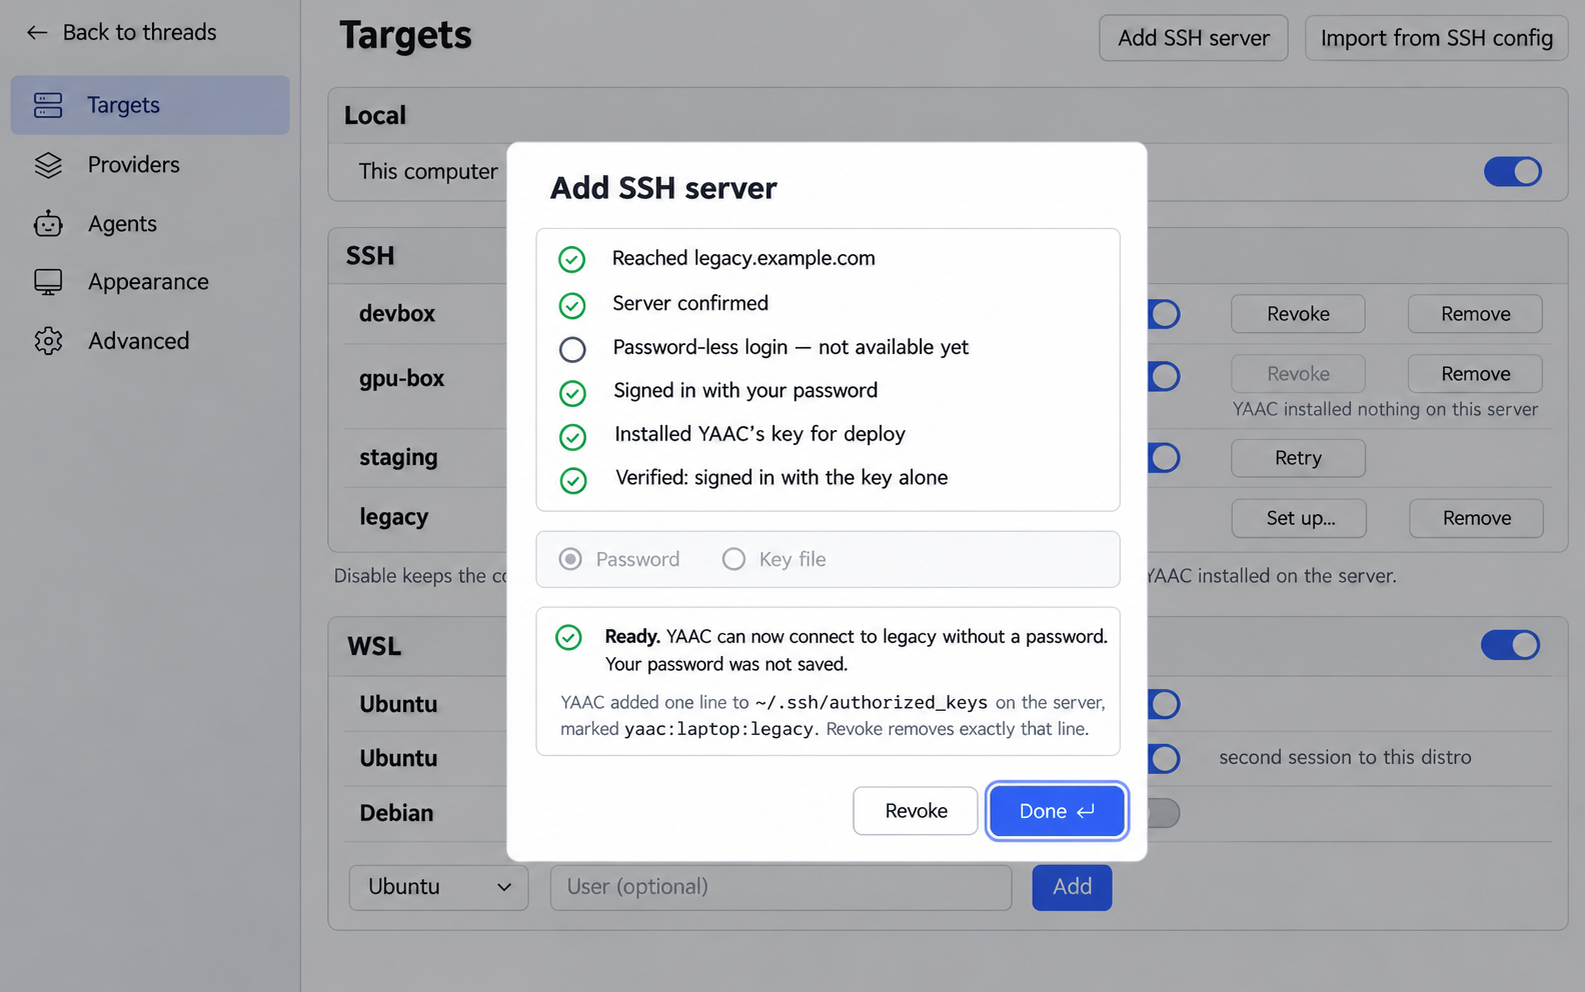 Back to threads
Targets
Providers
Agents
Appearance
Advanced
Targets
Add SSH server
Import from SSH config
Local
This computer
SSH
devbox
Revoke
Remove
gpu-box
Revoke
Remove
YAAC installed nothing on this server
staging
Retry
legacy
Set up...
Remove
Disable keeps the
YAAC installed on the server.
WSL
Ubuntu
Ubuntu
second session to this distro
Debian
Ubuntu
User (optional)
Add
Add SSH server
Reached legacy.example.com
Server confirmed
Password-less login — not available yet
Signed in with your password
Installed YAAC’s key for deploy
Verified: signed in with the key alone
Password
Key file
Ready. YAAC can now connect to legacy without a password.
Your password was not saved.
YAAC added one line to ~/.ssh/authorized_keys on the server,
marked yaac:laptop:legacy. Revoke removes exactly that line.
Revoke
Done